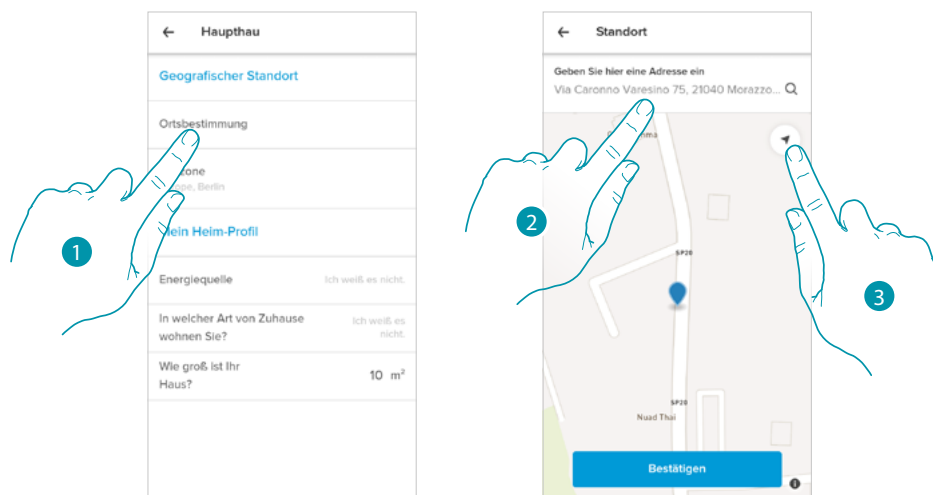 Haupthau
Geografischer Standort
Ortsbestimmung
zone
Berlin
Mein Heim-Profil
Energiequelle
Ich weiß es nicht.
In welcher Art von Zuhause
wohnen Sie?
Ich weiß es
nicht.
Wie groß ist Ihr
Haus?
10 m²
1
Standort
Geben Sie hier eine Adresse ein
Via Caronno Varesino 75, 21040 Morazzo...
2
SP20
3
SP20
Nuad Thai
Bestätigen